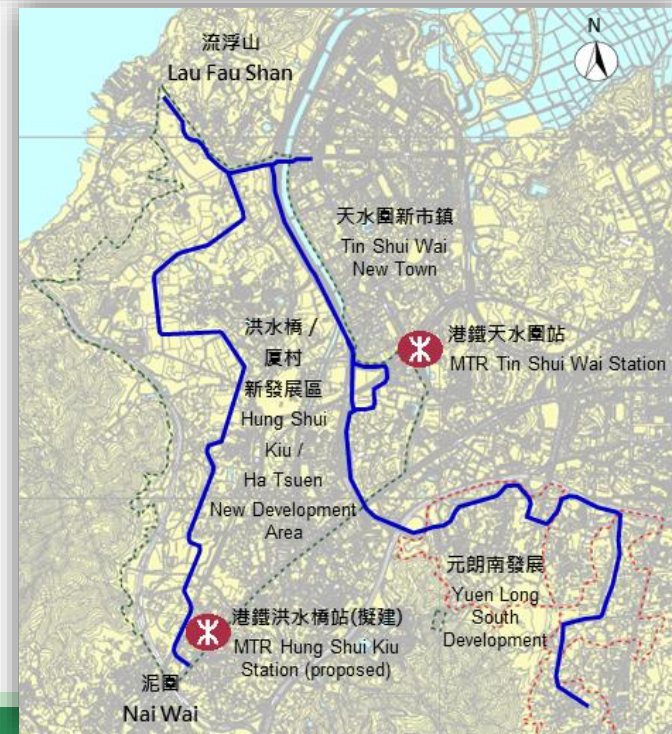 流浮山
Lau Fau Shan
N
天水圍新市鎮
Tin Shui Wai
New Town
港鐵天水圍站
MTR Tin Shui Wai Station
洪水橋 /
厦村
新發展區
Hung Shui
Kiu /
Ha Tsuen
New Development
Area
元朗南發展
Yuen Long
South
Development
港鐵洪水橋站(擬建)
MTR Hung Shui Kiu
Station (proposed)
泥圍
Nai Wai